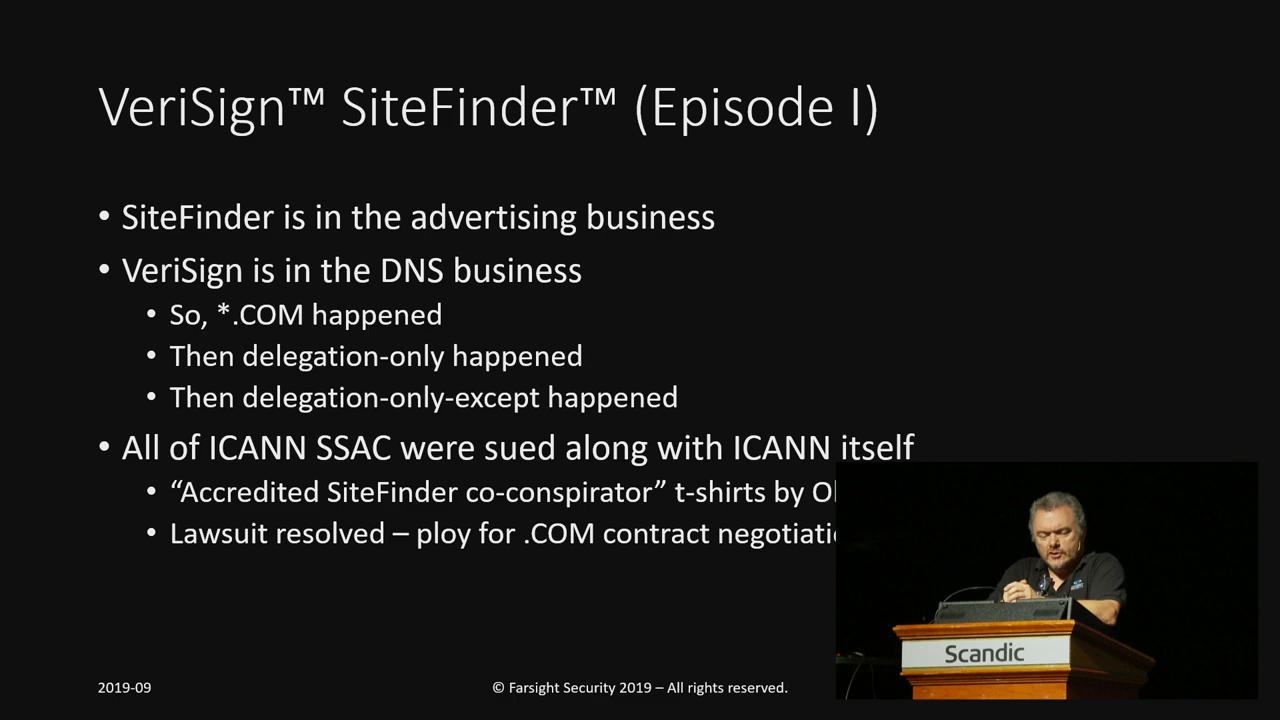 VeriSign™ SiteFinder™ (Episode I)
• SiteFinder is in the advertising business
• VeriSign is in the DNS business
• So, *.COM happened
• Then delegation-only happened
• Then delegation-only-except happened
• All of ICANN SSAC were sued along with ICANN itself
• “Accredited SiteFinder co-conspirator” t-shirts by
• Lawsuit resolved – ploy for .COM contract
Scandic
2019-09
© Farsight Security 2019 – All rights reserved.